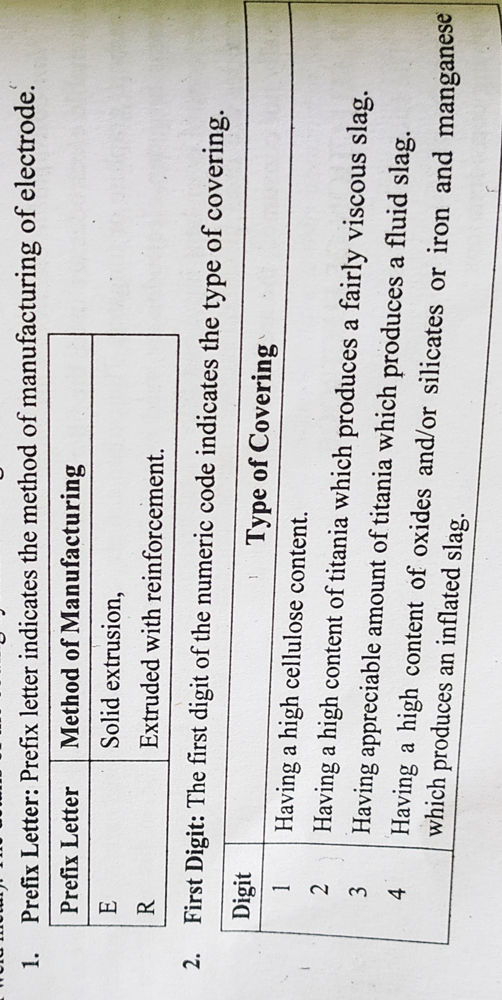 1. Prefix Letter: Prefix letter indicates the method of manufacturing of electrode.
Prefix Letter Method of Manufacturing
E Solid extrusion,
R Extruded with reinforcement.
2. First Digit: The first digit of the numeric code indicates the type of covering.
Digit Type of Covering
1 Having a high cellulose content.
2 Having a high content of titania which produces a fairly viscous slag.
3 Having appreciable amount of titania which produces a fluid slag.
4 Having a high content of oxides and/or silicates or iron and manganese
which produces an inflated slag.